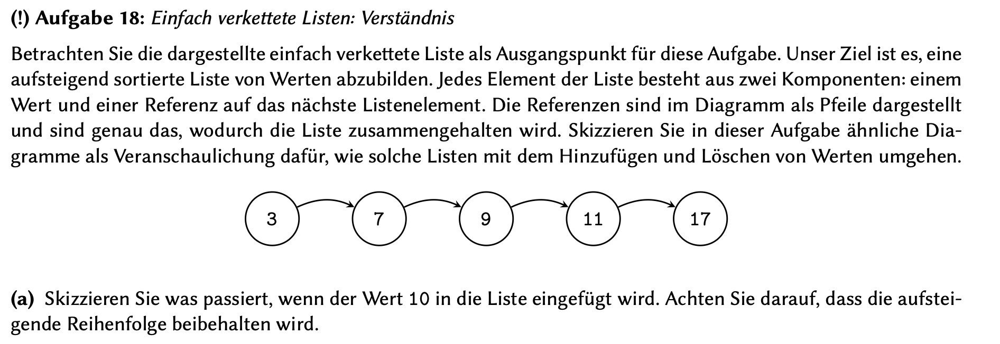 (!) Aufgabe 18: Einfach verkettete Listen: Verständnis
Betrachten Sie die dargestellte einfach verkettete Liste als Ausgangspunkt für diese Aufgabe. Unser Ziel ist es, eine
aufsteigend sortierte Liste von Werten abzubilden. Jedes Element der Liste besteht aus zwei Komponenten: einem
Wert und einer Referenz auf das nächste Listenelement. Die Referenzen sind im Diagramm als Pfeile dargestellt
und sind genau das, wodurch die Liste zusammengehalten wird. Skizzieren Sie in dieser Aufgabe ähnliche Dia-
gramme als Veranschaulichung dafür, wie solche Listen mit dem Hinzufügen und Löschen von Werten umgehen.
3 7 9 11 17
(a) Skizzieren Sie was passiert, wenn der Wert 10 in die Liste eingefügt wird. Achten Sie darauf, dass die aufstei-
gende Reihenfolge beibehalten wird.